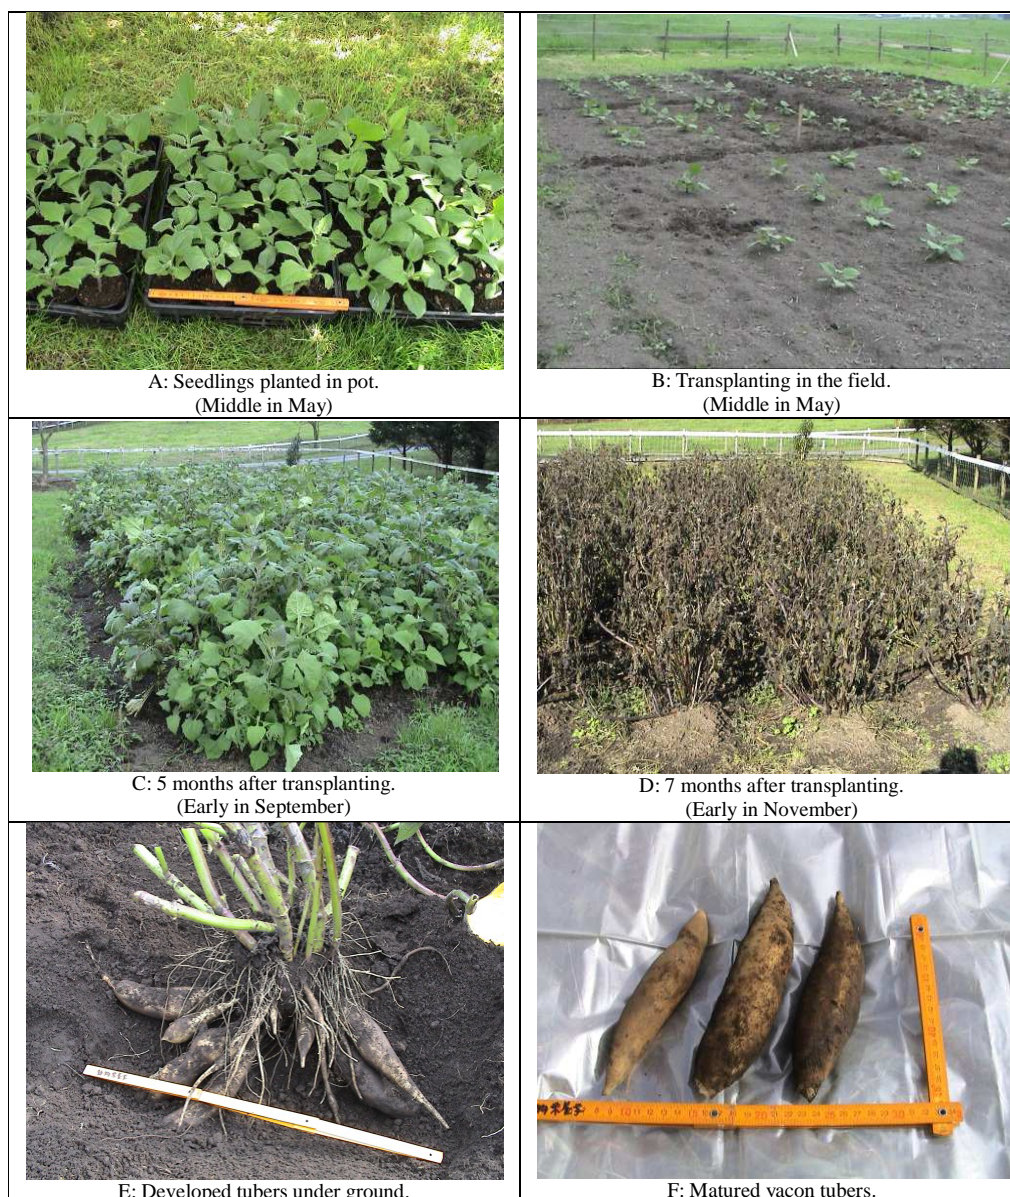 A: Seedlings planted in pot.
(Middle in May)
B: Transplanting in the field.
(Middle in May)
C: 5 months after transplanting.
(Early in September)
D: 7 months after transplanting.
(Early in November)
E: Developed tubers under ground.
F: Matured yacon tubers.